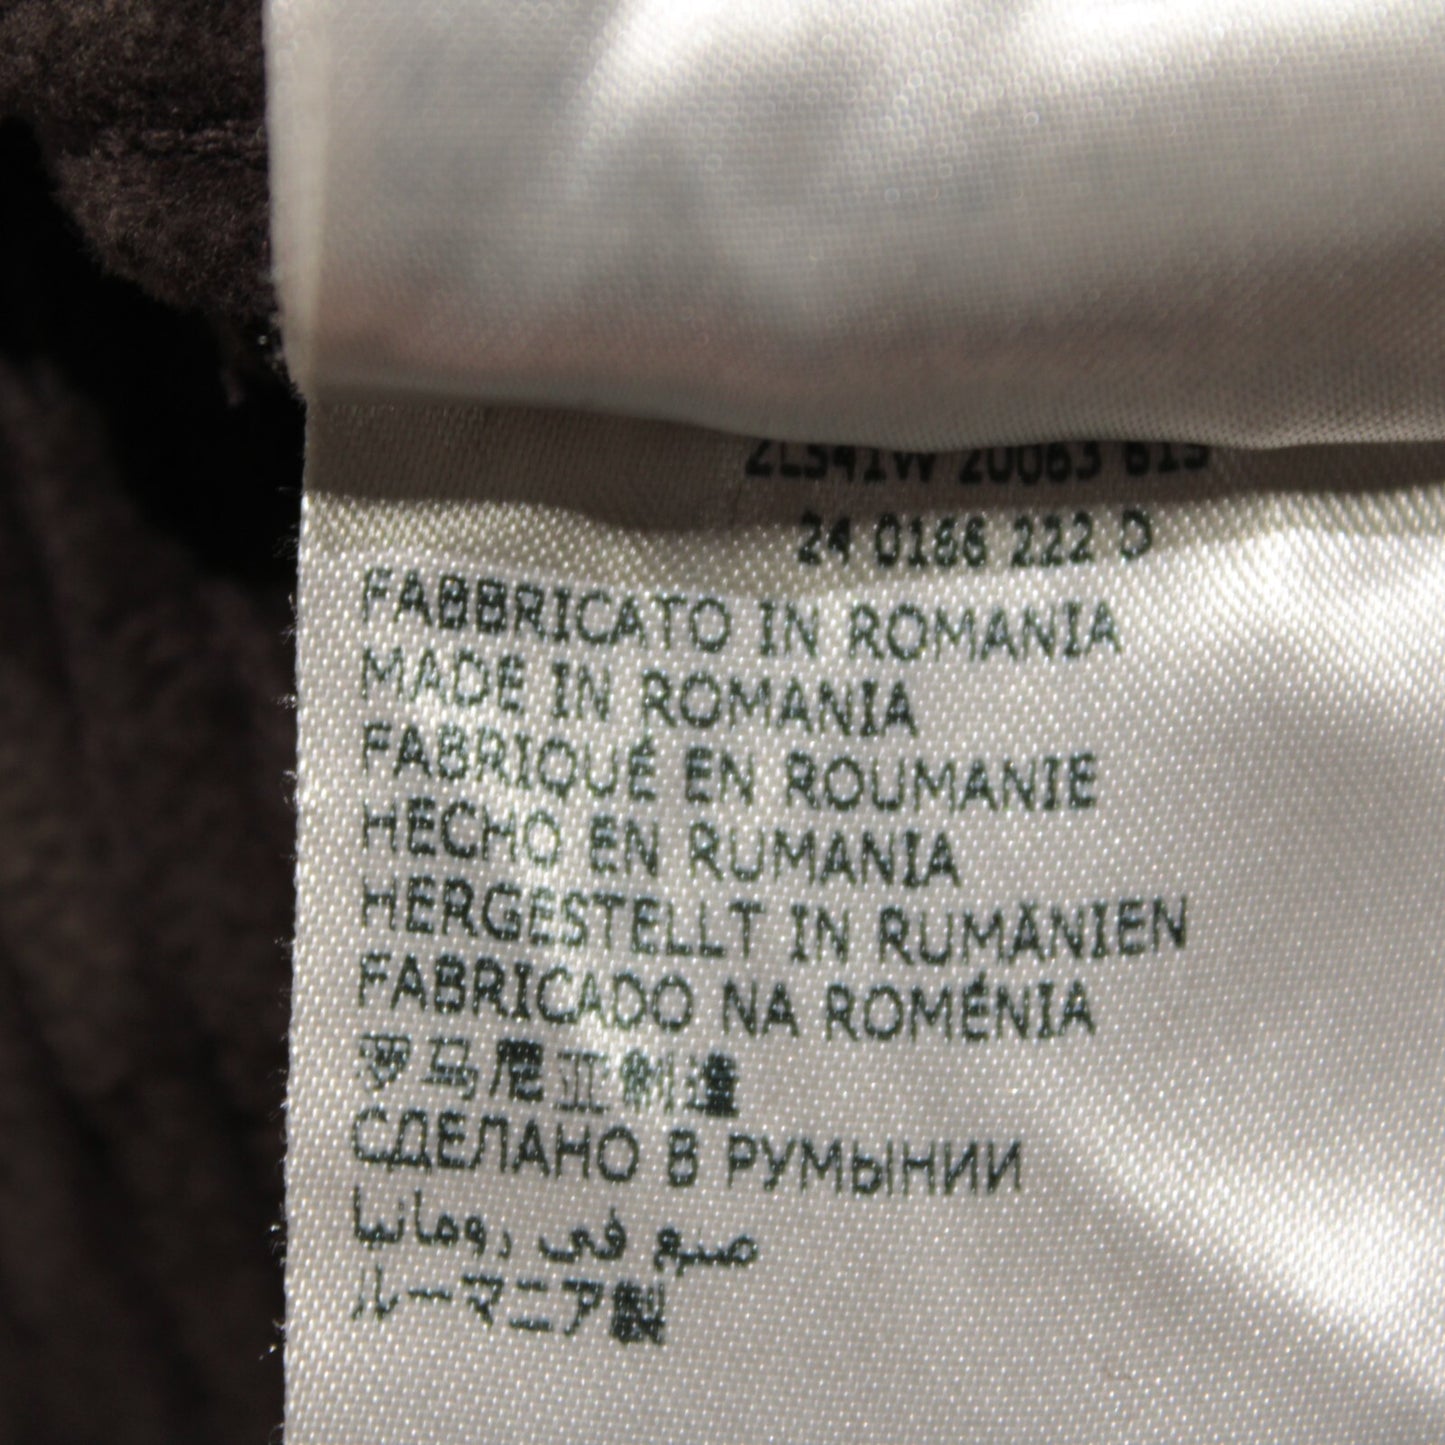 24 0166 222 D
FABBRICATO IN ROMANIA
MADE IN ROMANIA
FABRIQUÉ EN ROUMANIE
HECHO EN RUMANIA
HERGESTELLT IN RUMÄNIEN
FABRICADO NA ROMÉNIA
罗马尼亚制造
СДЕЛАНО В РУМЫНИИ
صنع في رومانيا
ルーマニア製